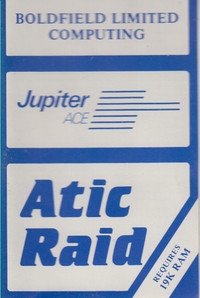 BOLDFIELD LIMITED
COMPUTING
Jupiter
ACE
Atic
Raid
REQUIRES
19K RAM